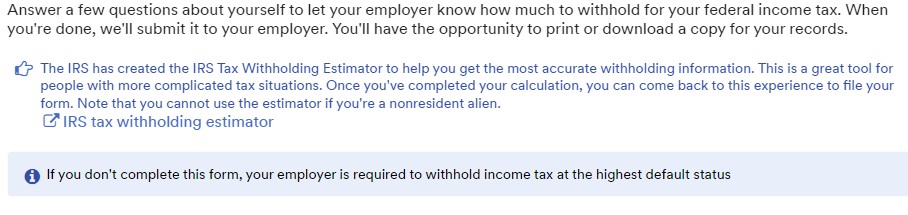 Answer a few questions about yourself to let your employer know how much to withhold for your federal income tax. When
you're done, we'll submit it to your employer. You'll have the opportunity to print or download a copy for your records.
The IRS has created the IRS Tax Withholding Estimator to help you get the most accurate withholding information. This is a great tool for
people with more complicated tax situations. Once you've completed your calculation, you can come back to this experience to file your
form. Note that you cannot use the estimator if you're a nonresident alien.
IRS tax withholding estimator
If you don't complete this form, your employer is required to withhold income tax at the highest default status